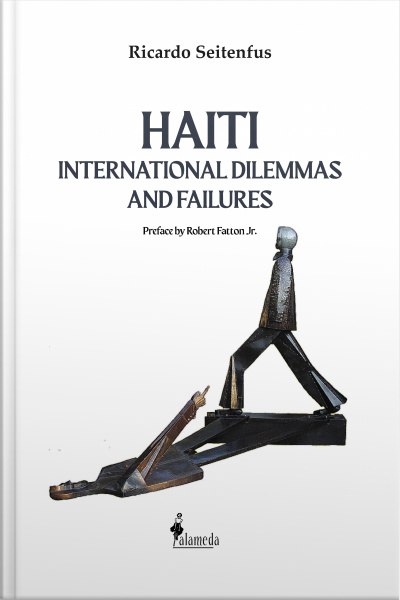 Ricardo Seitenfus
HAITI
INTERNATIONAL DILEMMAS
AND FAILURES
Preface by Robert Fatton Jr.
alameda